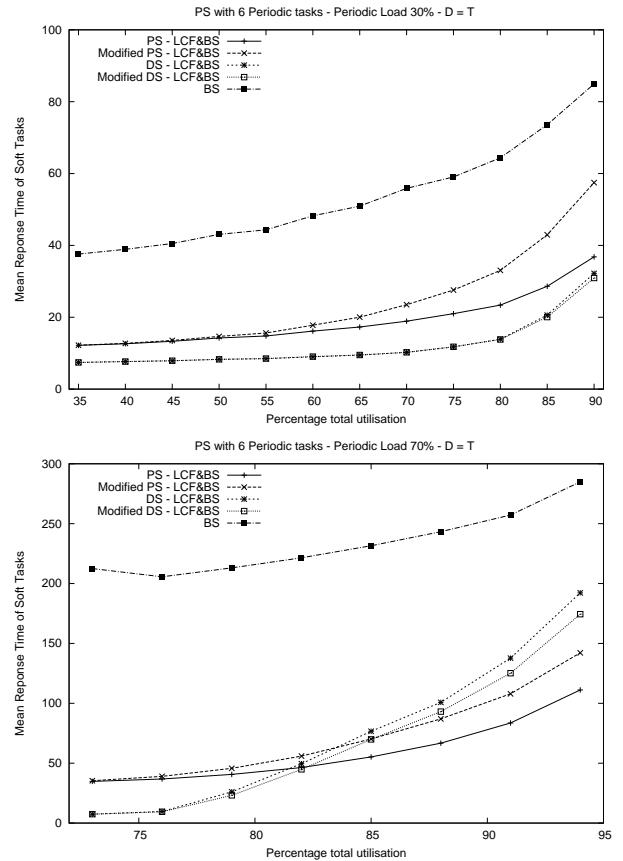 PS with 6 Periodic tasks - Periodic Load 30% - D = T
100
80
60
40
20
0
Mean Reponse Time of Soft Tasks
PS - LCF&BS
Modified PS - LCF&BS
DS - LCF&BS
Modified DS - LCF&BS
BS
35 40 45 50 55 60 65 70 75 80 85 90
Percentage total utilisation
PS with 6 Periodic tasks - Periodic Load 70% - D = T
300
250
200
150
100
50
0
Mean Reponse Time of Soft Tasks
PS - LCF&BS
Modified PS - LCF&BS
DS - LCF&BS
Modified DS - LCF&BS
BS
75 80 85 90 95
Percentage total utilisation